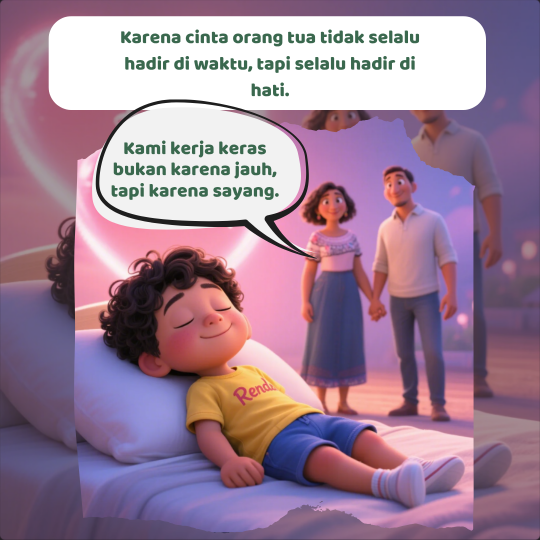 Karena cinta orang tua tidak selalu
hadir di waktu, tapi selalu hadir di
hati.
Kami kerja keras
bukan karena jauh,
tapi karena sayang.
Rendi